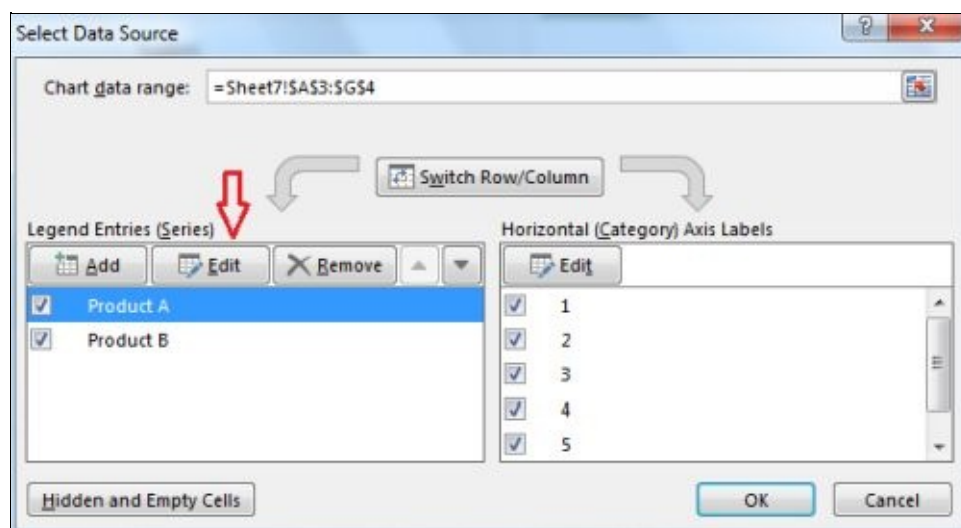 Select Data Source
Chart data range: =Sheet7!$A$3:$G$4
Switch Row/Column
Legend Entries (Series)
Horizontal (Category) Axis Labels
Add Edit Remove
Edit
Product A
Product B
1
2
3
4
5
Hidden and Empty Cells
OK Cancel